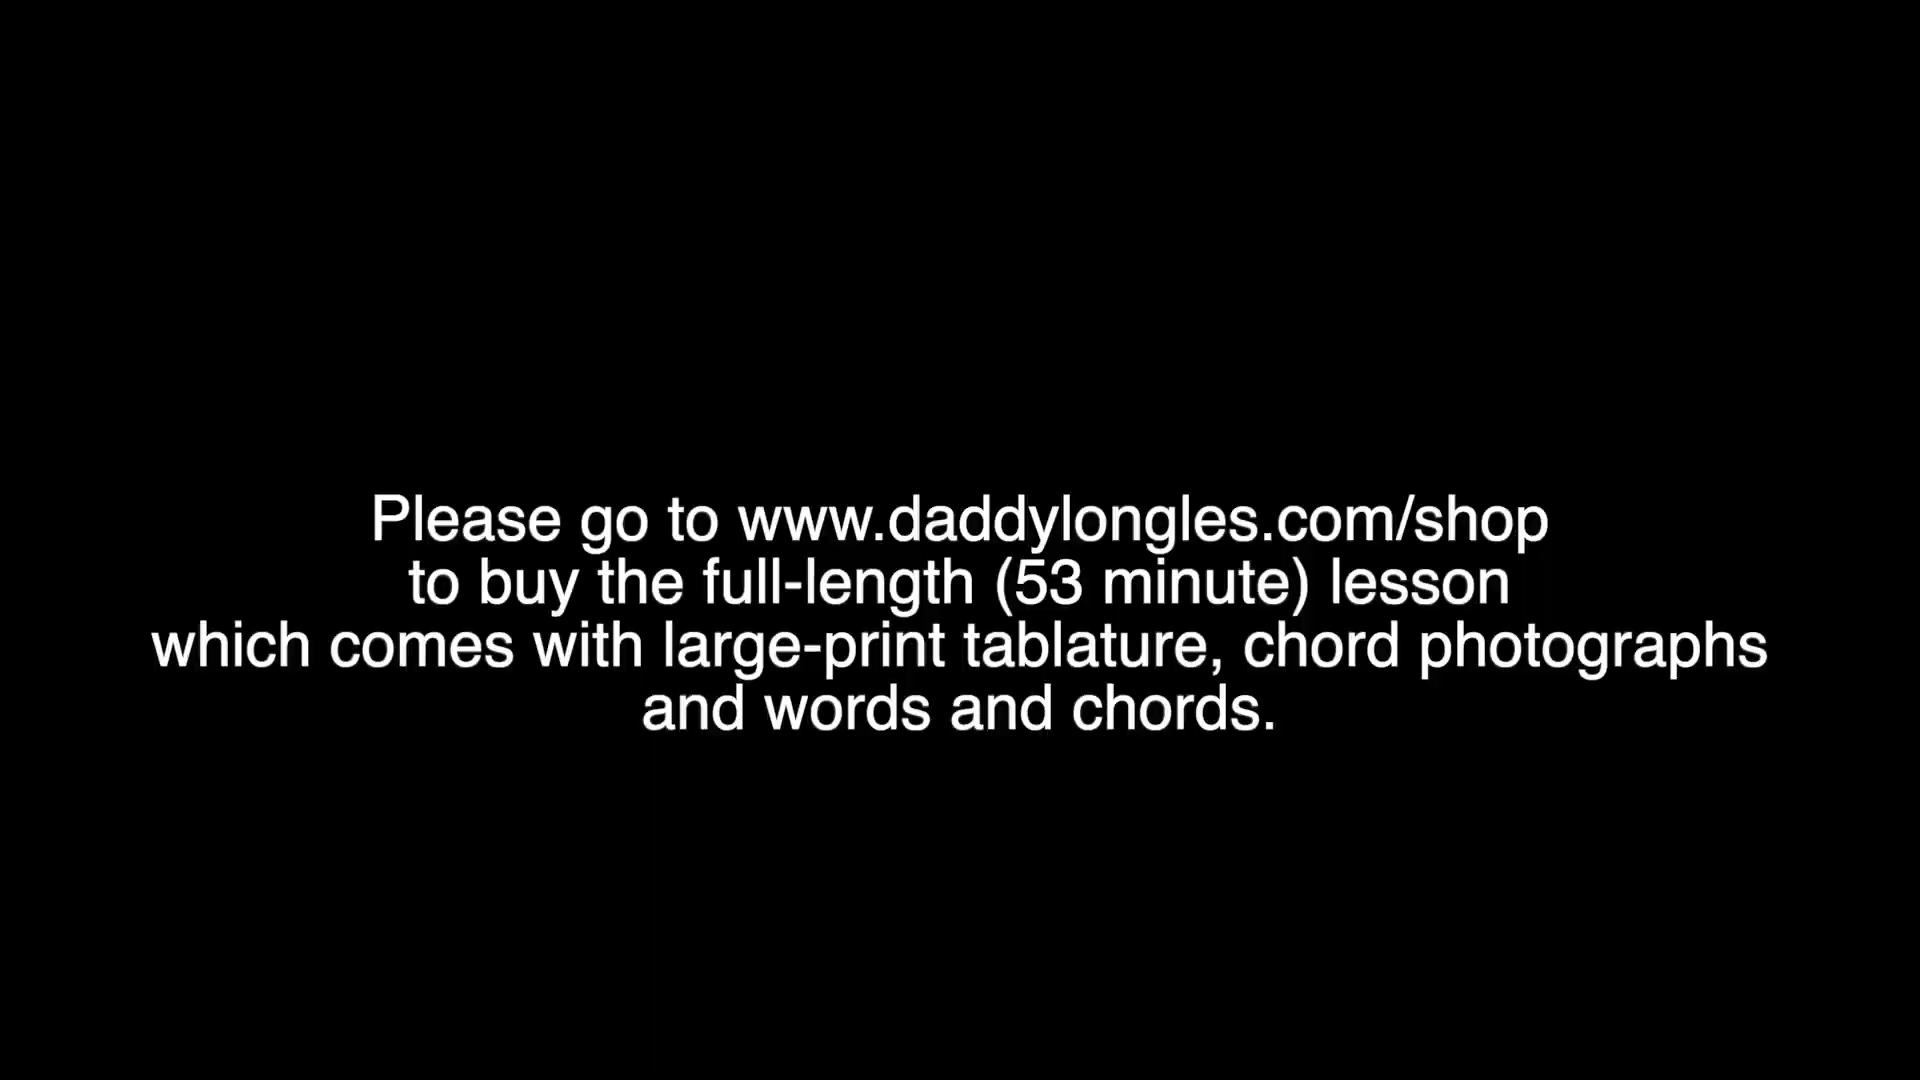 Please go to www.daddylongles.com/shop
to buy the full-length (53 minute) lesson
which comes with large-print tablature, chord photographs
and words and chords.